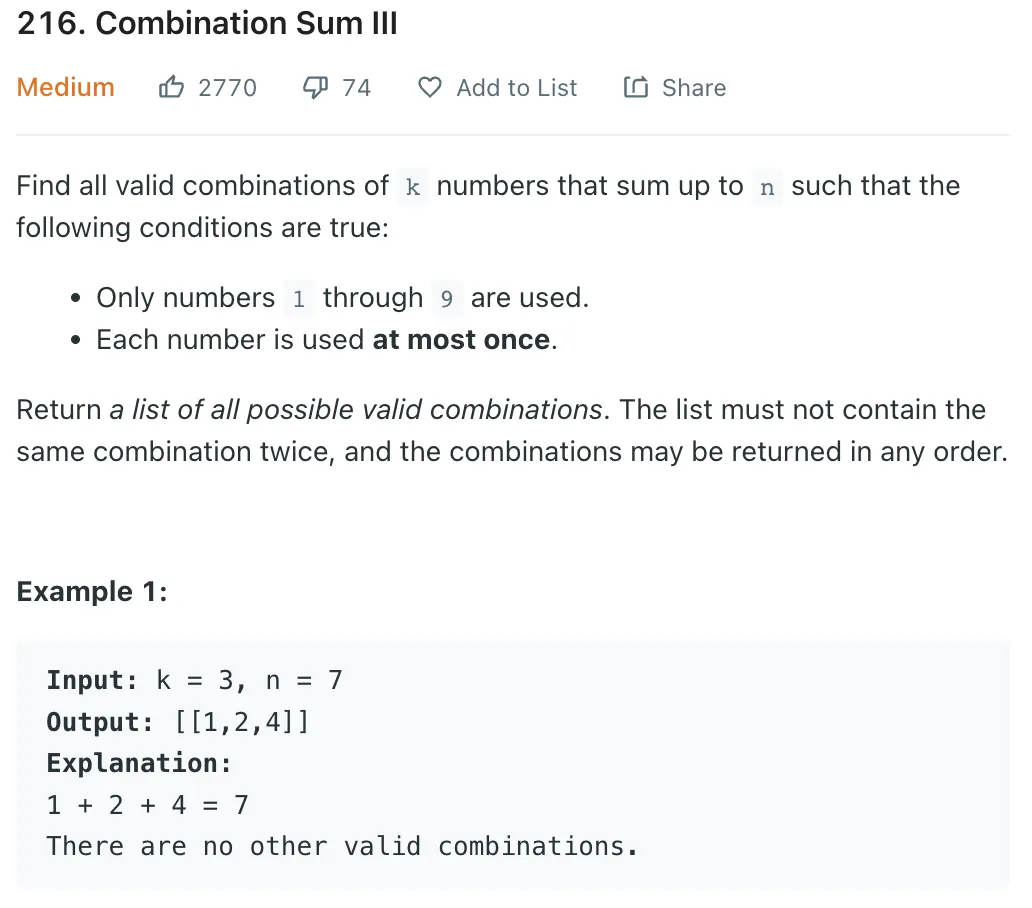 216. Combination Sum III
Medium 2770 74 Add to List Share
Find all valid combinations of k numbers that sum up to n such that the
following conditions are true:
• Only numbers 1 through 9 are used.
• Each number is used at most once.
Return a list of all possible valid combinations. The list must not contain the
same combination twice, and the combinations may be returned in any order.
Example 1:
Input: k = 3, n = 7
Output: [[1,2,4]]
Explanation:
1 + 2 + 4 = 7
There are no other valid combinations.